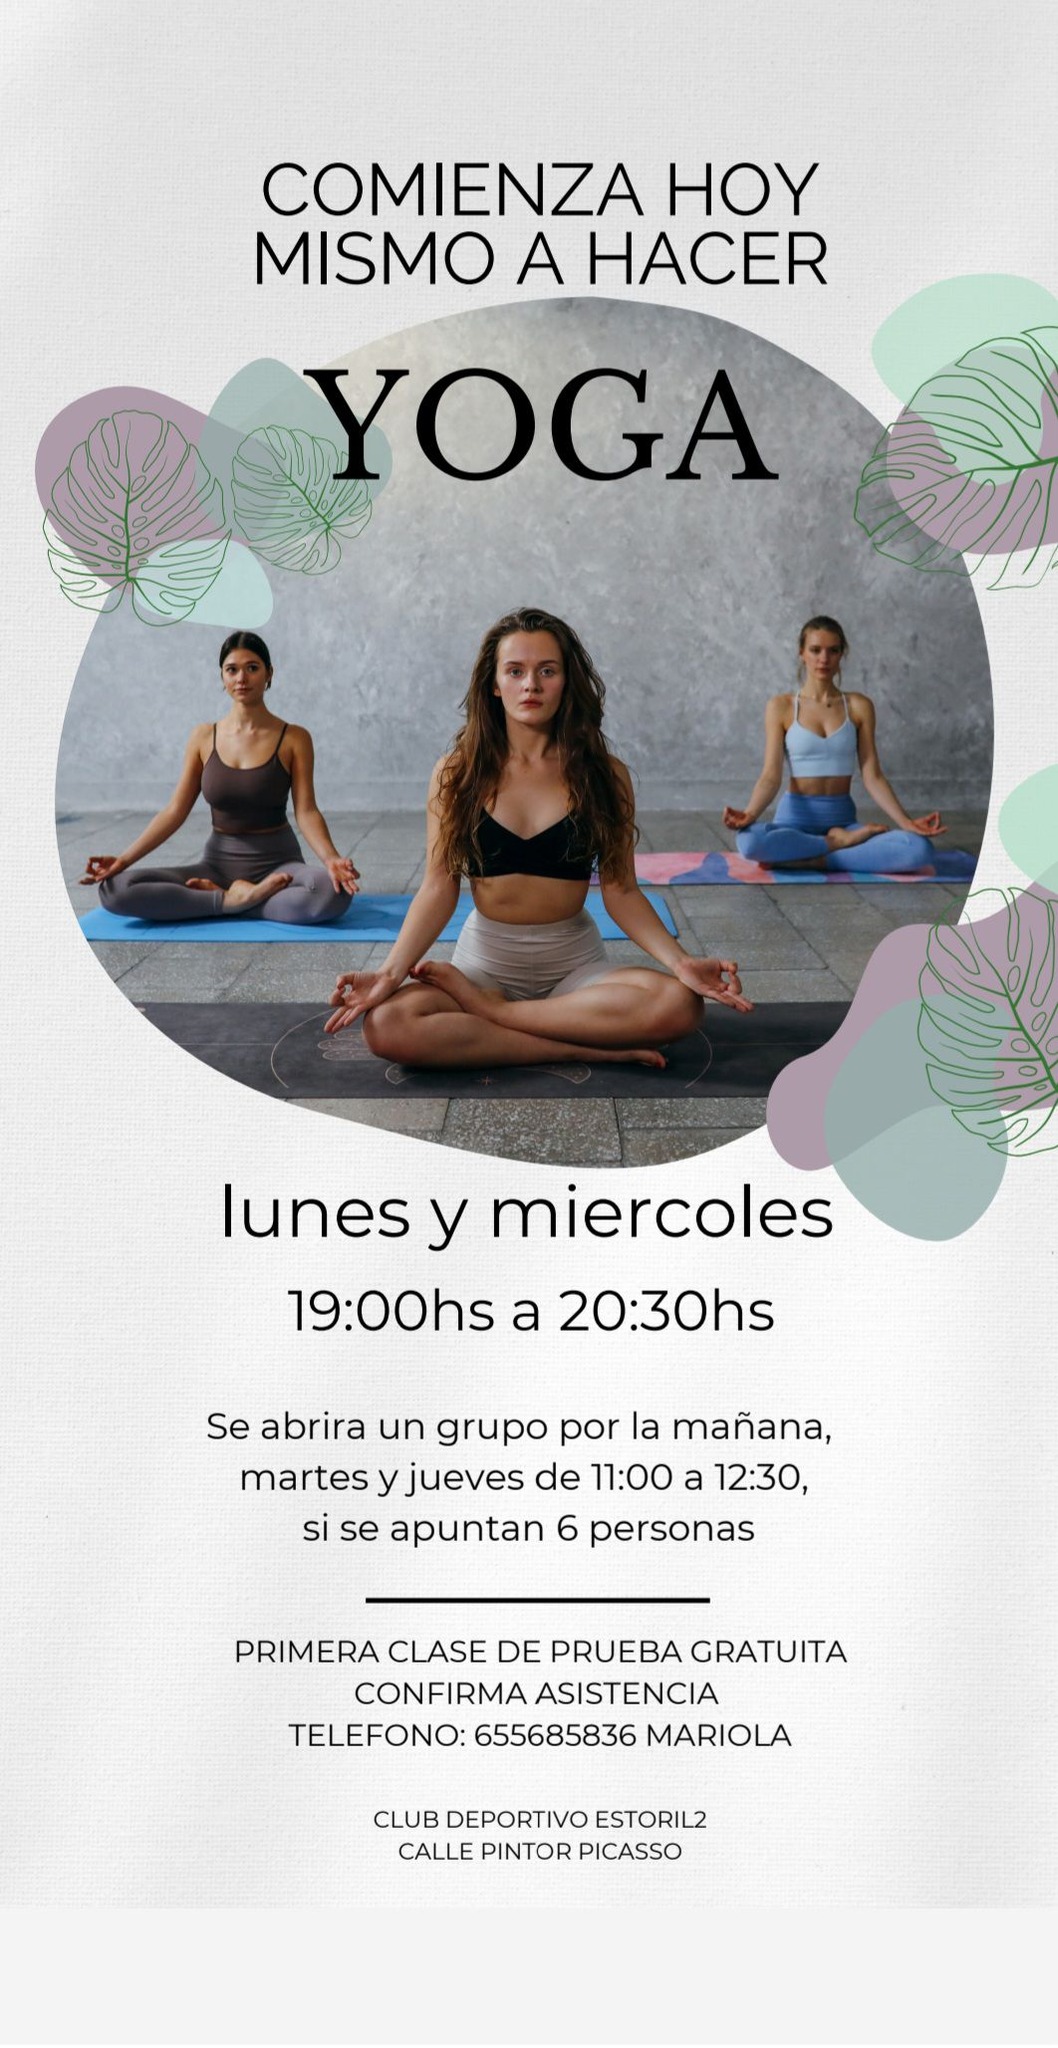 COMIENZA HOY
MISMO A HACER
YOGA
lunes y miercoles
19:00hs a 20:30hs
Se abrira un grupo por la mañana,
martes y jueves de 11:00 a 12:30,
si se apuntan 6 personas
PRIMERA CLASE DE PRUEBA GRATUITA
CONFIRMA ASISTENCIA
TELEFONO: 655685836 MARIOLA
CLUB DEPORTIVO ESTORIL2
CALLE PINTOR PICASSO